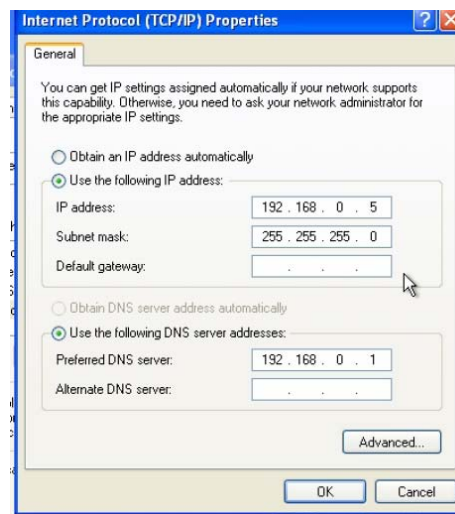 Internet Protocol (TCP/IP) Properties
General
You can get IP settings assigned automatically if your network supports
this capability. Otherwise, you need to ask your network administrator for
the appropriate IP settings.
Obtain an IP address automatically
Use the following IP address:
IP address: 192 . 168 . 0 . 5
Subnet mask: 255 . 255 . 255 . 0
Default gateway: . . .
Obtain DNS server address automatically
Use the following DNS server addresses:
Preferred DNS server: 192 . 168 . 0 . 1
Alternate DNS server: . . .
Advanced...
OK Cancel